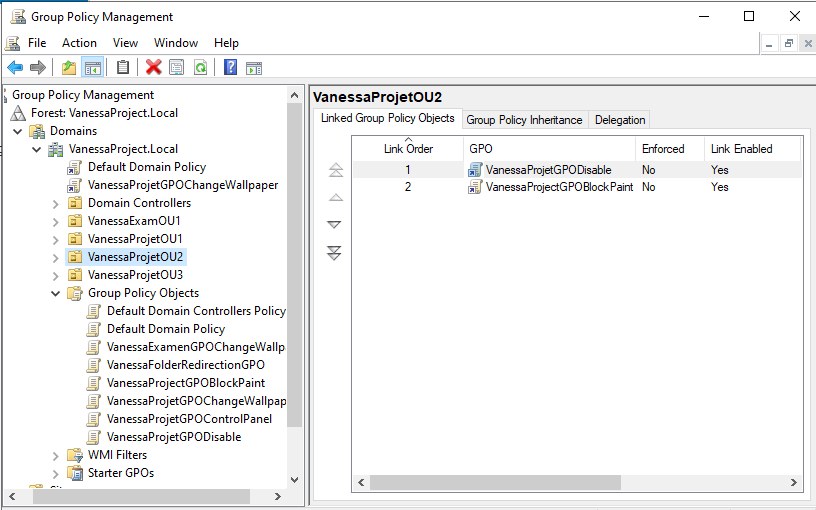 Group Policy Management
File Action View Window Help
Group Policy Management
Forest: VanessaProject.Local
Domains
VanessaProject.Local
Default Domain Policy
VanessaProjetGPOChangeWallpaper
Domain Controllers
VanessaExamOU1
VanessaProjetOU1
VanessaProjetOU2
VanessaProjetOU3
Group Policy Objects
Default Domain Controllers Policy
Default Domain Policy
VanessaExamenGPOChangeWallp
VanessaFolderRedirectionGPO
VanessaProjectGPOBlockPaint
VanessaProjetGPOChangeWallpap
VanessaProjetGPOControlPanel
VanessaProjetGPODisable
WMI Filters
Starter GPOs
VanessaProjetOU2
Linked Group Policy Objects Group Policy Inheritance Delegation
Link Order GPO Enforced Link Enabled
1 VanessaProjetGPODisable No Yes
2 VanessaProjectGPOBlockPaint No Yes